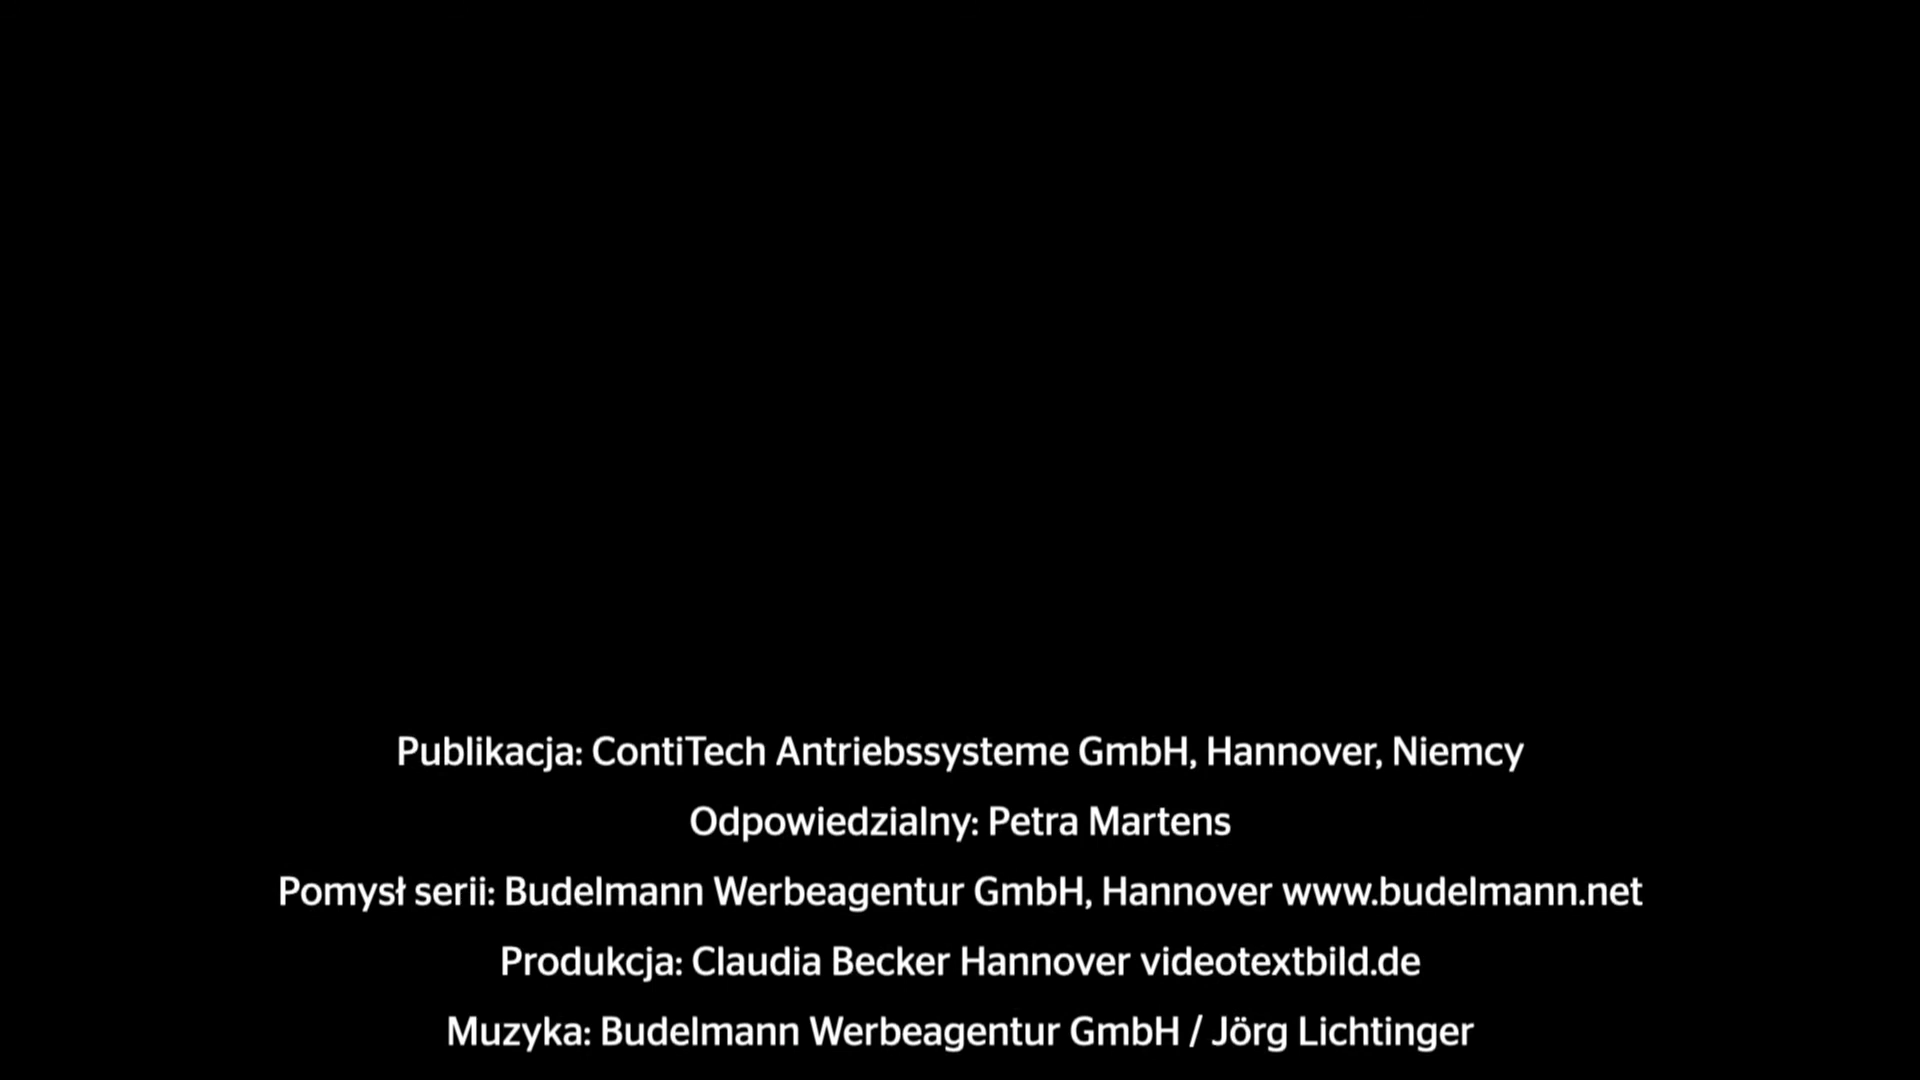 Publikacja: ContiTech Antriebssysteme GmbH, Hannover, Niemcy
Odpowiedzialny: Petra Martens
Pomysł serii: Budelmann Werbeagentur GmbH, Hannover www.budelmann.net
Produkcja: Claudia Becker Hannover videotextbild.de
Muzyka: Budelmann Werbeagentur GmbH / Jörg Lichtinger